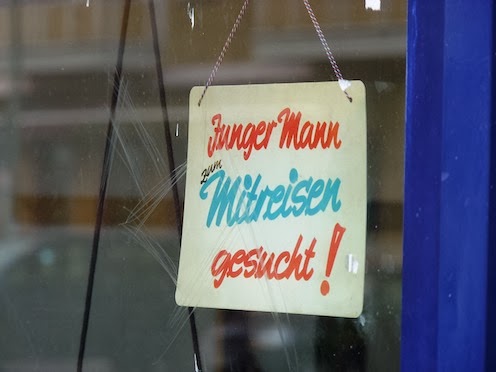 Junger Mann
zum
Mitreisen
gesucht!